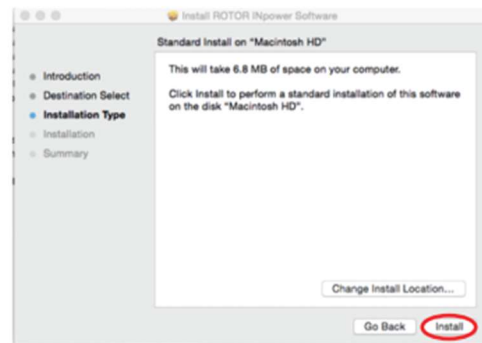 Install ROTOR INpower Software
Standard Install on "Macintosh HD"
Introduction
Destination Select
Installation Type
Installation
Summary
This will take 6.8 MB of space on your computer.
Click Install to perform a standard installation of this software
on the disk "Macintosh HD".
Change Install Location...
Go Back
Install